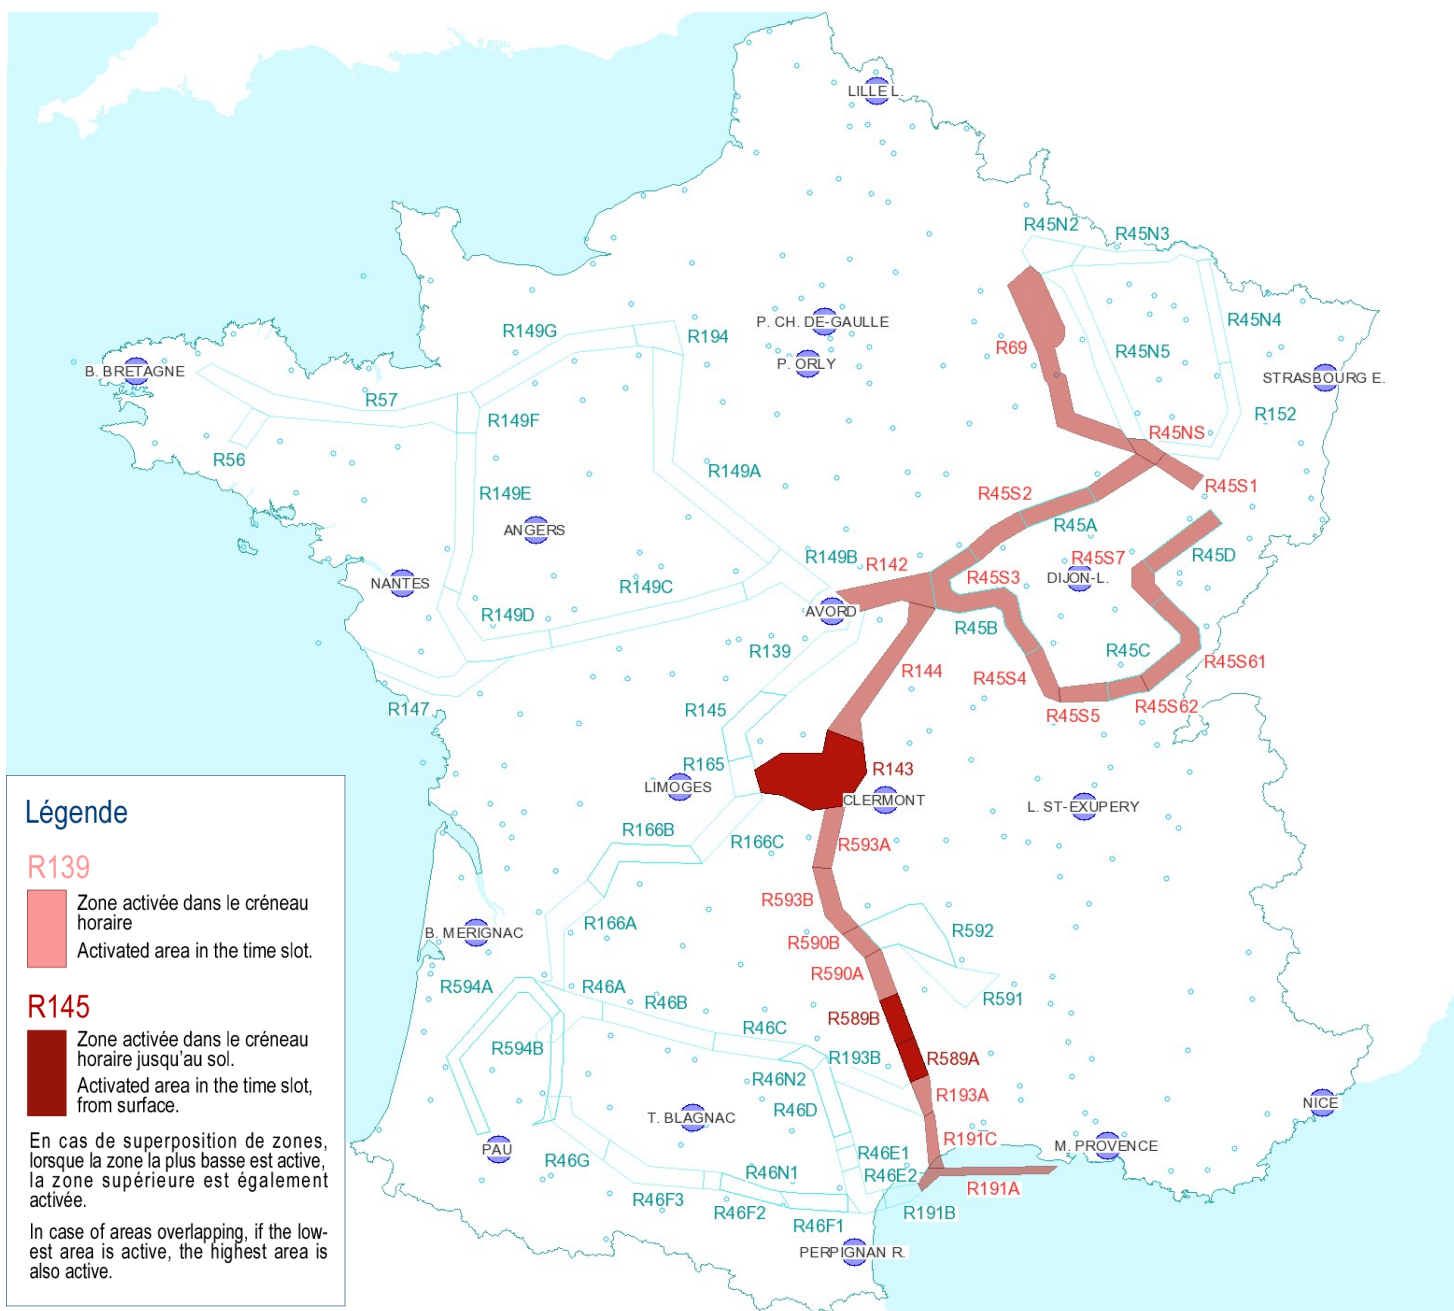 LILLE L.
R45N2
R45N3
R149G
R194
P. CH. DE-GAULLE
R45N4
R69
R45N5
P. ORLY
B. BRETAGNE
STRASBOURG E.
R57
R149F
R152
R45NS
R56
R149A
R149E
R45S2
R45S1
R45A
ANGERS
R149B
R142
R45S7
R45D
R45S3
DIJON-L.
NANTES
R149C
R149D
AVORD
R45B
R139
R45C
R45S61
R144
R45S4
R147
R145
R45S5
R45S62
R165
R143
LIMOGES
CLERMONT
L. ST-EXUPERY
R166B
R166C
R593A
R593B
R166A
B. MERIGNAC
R590B
R592
R590A
R594A
R46A
R46B
R591
R589B
R46C
R594B
R193B
R589A
R46N2
R193A
R46D
T. BLAGNAC
NICE
PAU
R191C
M. PROVENCE
R46G
R46E1
R46N1
R46E2
R191A
R46F3
R46F2
R46F1
R191B
PERPIGNAN R.
Légende
R139
Zone activée dans le créneau
horaire
Activated area in the time slot.
R145
Zone activée dans le créneau
horaire jusqu'au sol.
Activated area in the time slot,
from surface.
En cas de superposition de zones,
lorsque la zone la plus basse est active,
la zone supérieure est également
activée.
In case of areas overlapping, if the low-
est area is active, the highest area is
also active.